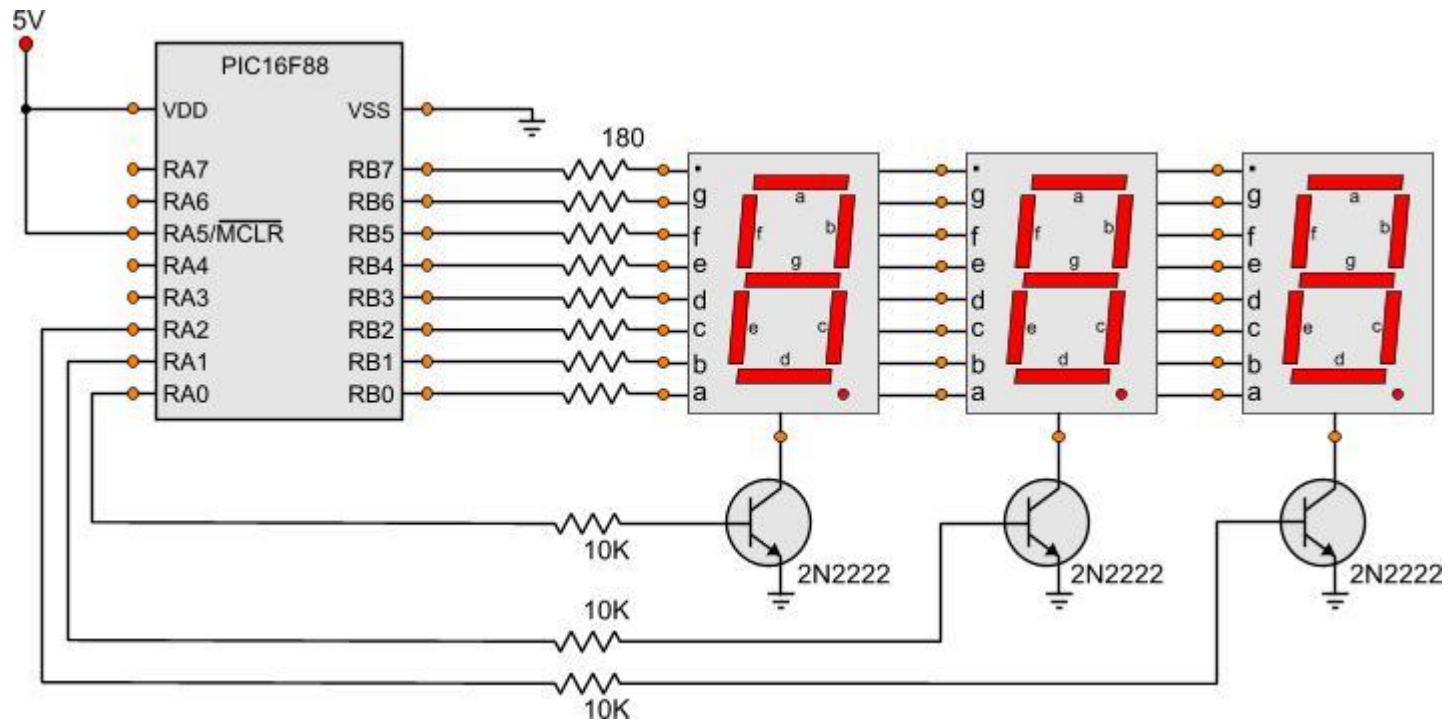 5V
PIC16F88
VDD VSS
180
RA7 RB7 . . .
RA6 RB6 g g g
RA5/MCLR RB5 f f f
RA4 RB4 e e e
RA3 RB3 d d d
RA2 RB2 c c c
RA1 RB1 b b b
RA0 RB0 a a a
a
f b
g
e c
d
a
f b
g
e c
d
a
f b
g
e c
d
10K 2N2222 2N2222 2N2222
10K
10K